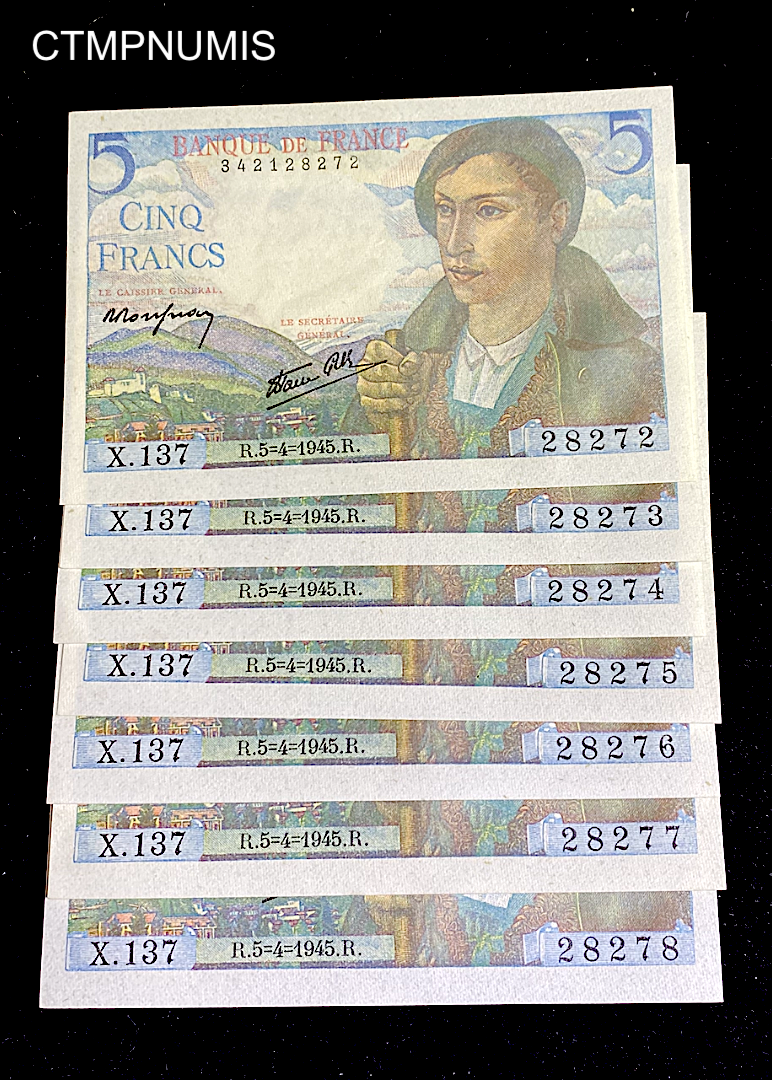 CTMPNUMIS
5 BANQUE DE FRANCE 5
342128272
CINQ
FRANCS
LE CAISSIER GÉNÉRAL.
LE SECRÉTAIRE
GÉNÉRAL.
X.137 R.5=4=1945.R. 28272
X.137 R.5=4=1945.R. 28273
X.137 R.5=4=1945.R. 28274
X.137 R.5=4=1945.R. 28275
X.137 R.5=4=1945.R. 28276
X.137 R.5=4=1945.R. 28277
X.137 R.5=4=1945.R. 28278